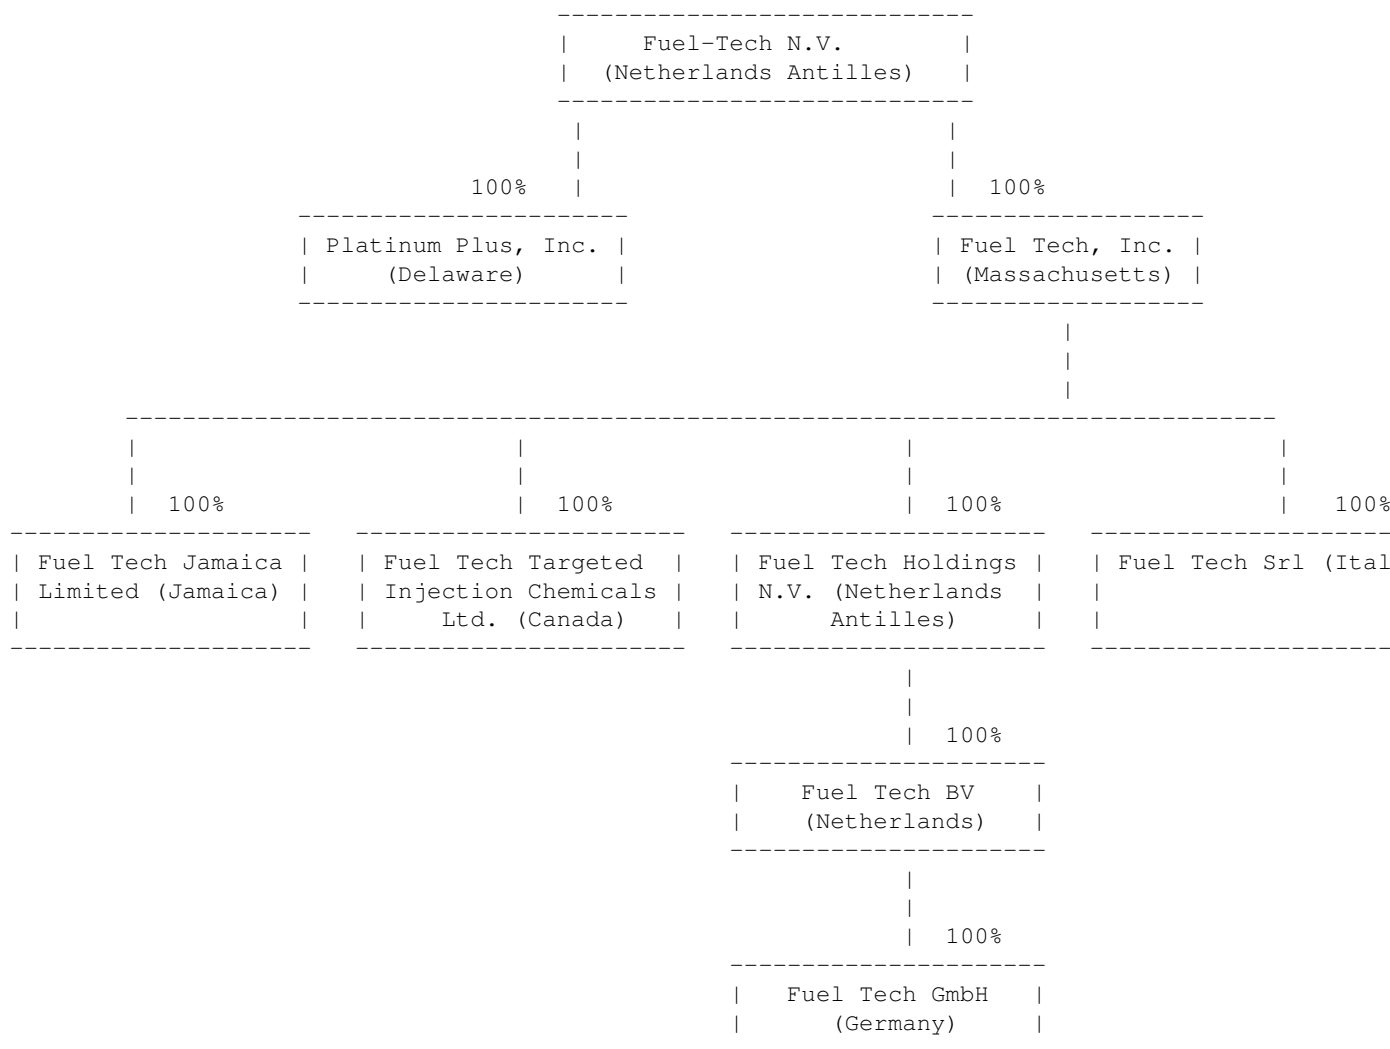 Fuel-Tech N.V.
(Netherlands Antilles)
100% 100%
Platinum Plus, Inc. Fuel Tech, Inc.
(Delaware) (Massachusetts)
100% 100% 100% 100%
Fuel Tech Jamaica Fuel Tech Targeted Fuel Tech Holdings Fuel Tech Srl (Ital
Limited (Jamaica) Injection Chemicals N.V. (Netherlands
Ltd. (Canada) Antilles)
100%
Fuel Tech BV
(Netherlands)
100%
Fuel Tech GmbH
(Germany)